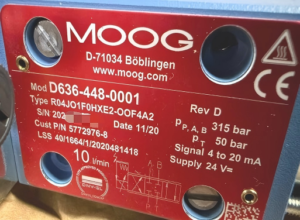 MOOG
D-71034 Böblingen
www.moog.com
Mod D636-448-0001
Type R04JO1F0HXE2-OOF4A2
S/N 202
Date 11/20
Cust P/N 5772976-8
LSS 40/1664/1/2020481418
10 l/min
Rev D
pP, A, B 315 bar
pT 50 bar
Signal 4 to 20 mA
Supply 24 V=
CE